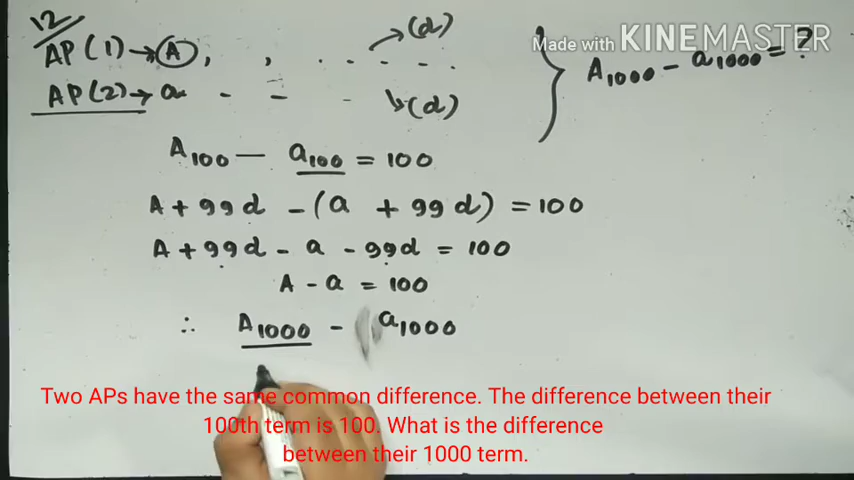 12
AP(1)→ A, , . . . . . (d)
Made with KINEMASTER
A1000 - a1000 = ?
AP(2)→ a - - - (d)
A100 — a100 = 100
A + 99d - (a + 99d) = 100
A + 99d - a - 99d = 100
A - a = 100
∴ A1000 - a1000
Two APs have the same common difference. The difference between their
100th term is 100. What is the difference
between their 1000 term.